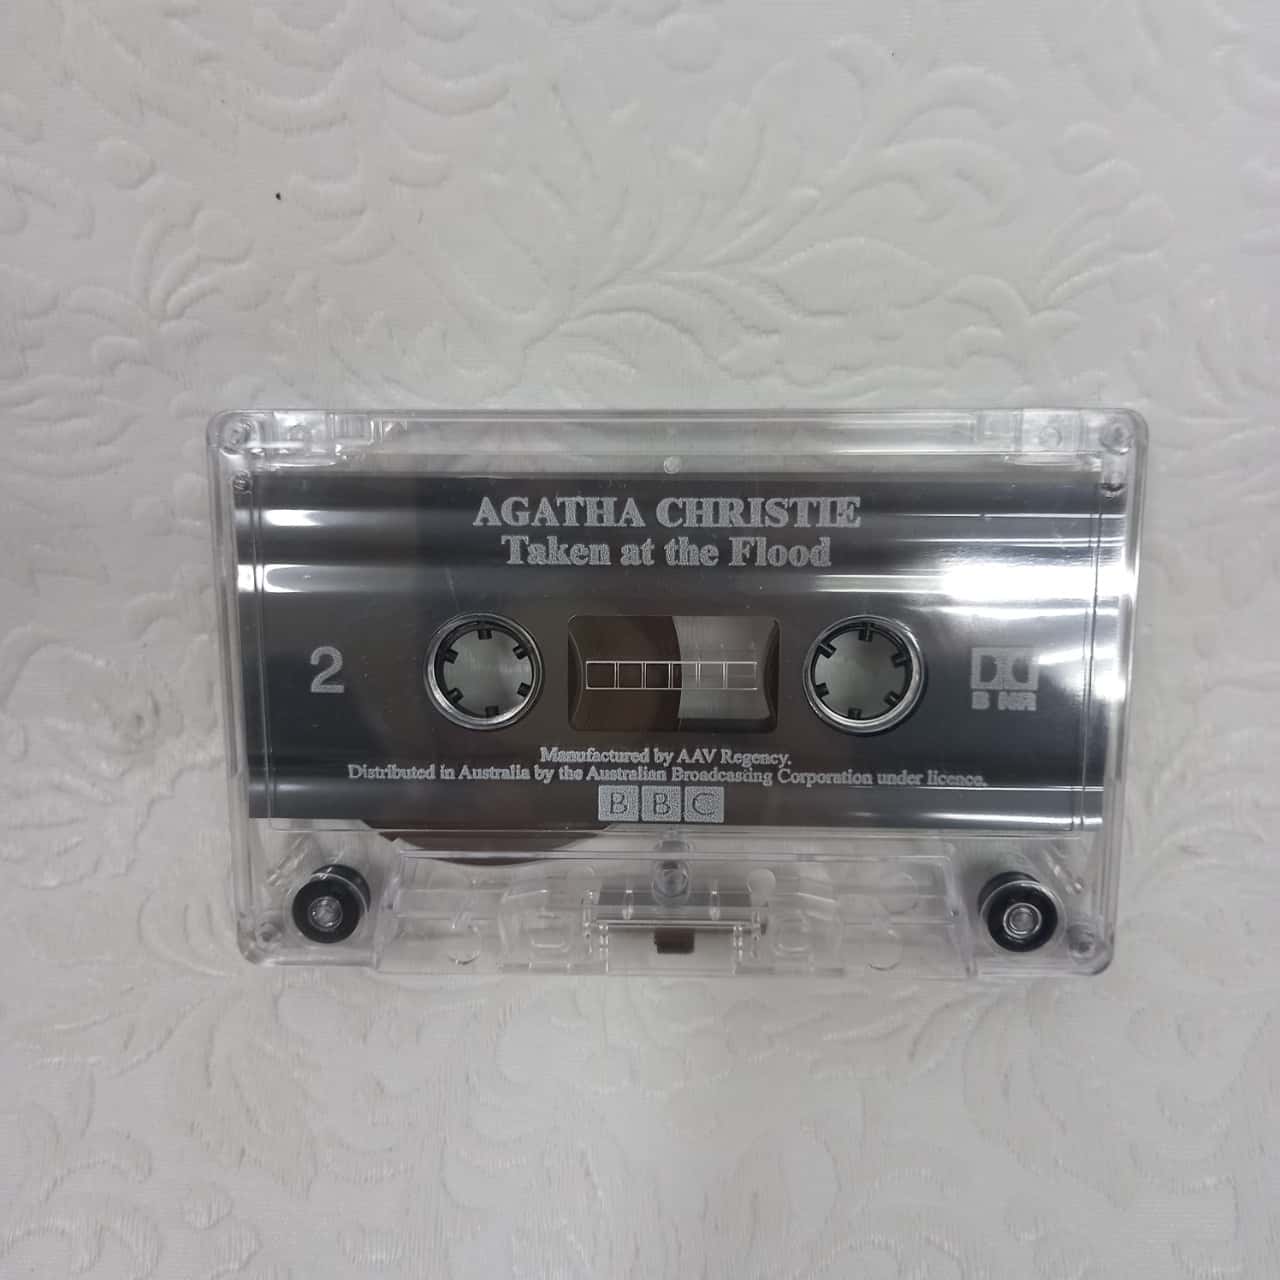 AGATHA CHRISTIE
Taken at the Flood
2
B NR
Manufactured by AAV Regency.
Distributed in Australia by the Australian Broadcasting Corporation under licence.
BBC